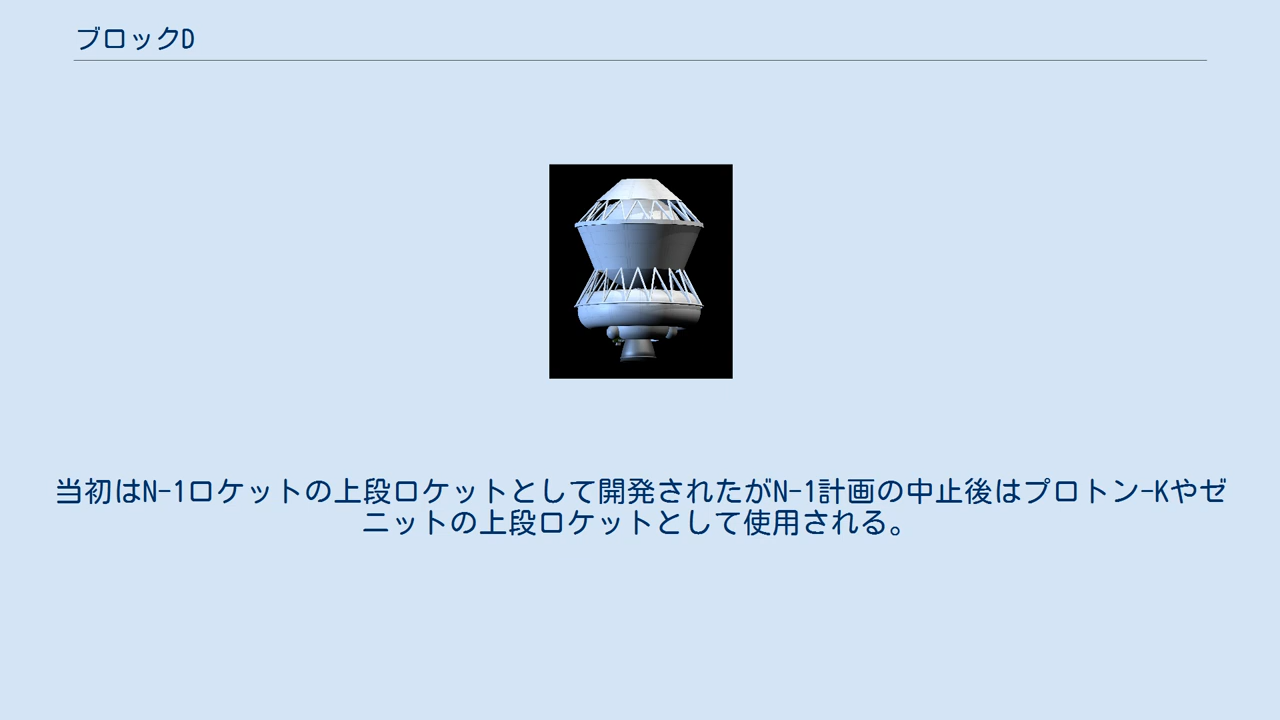 ブロックD
当初はN-1ロケットの上段ロケットとして開発されたがN-1計画の中止後はプロトン-Kやゼ
ニットの上段ロケットとして使用される。